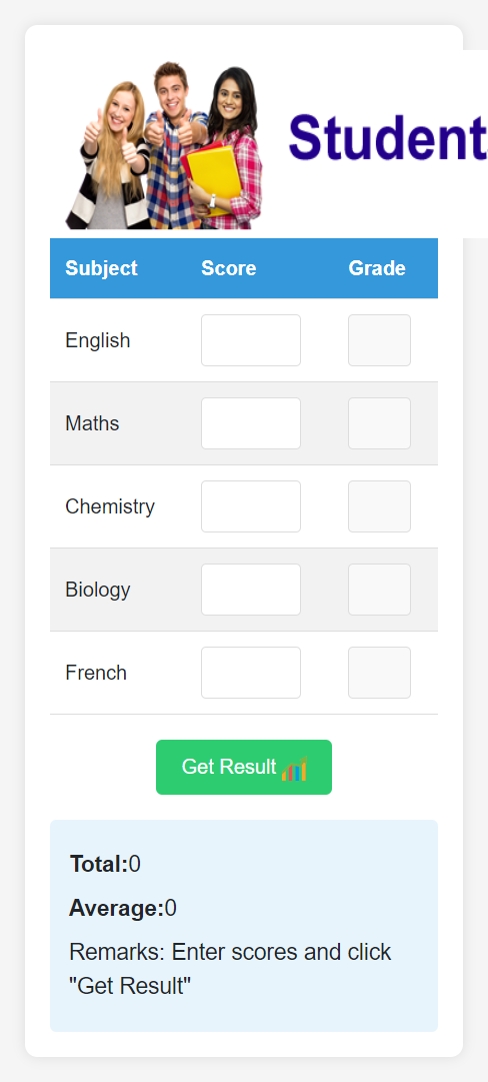 Student
Subject Score Grade
English
Maths
Chemistry
Biology
French
Get Result
Total:0
Average:0
Remarks: Enter scores and click
"Get Result"